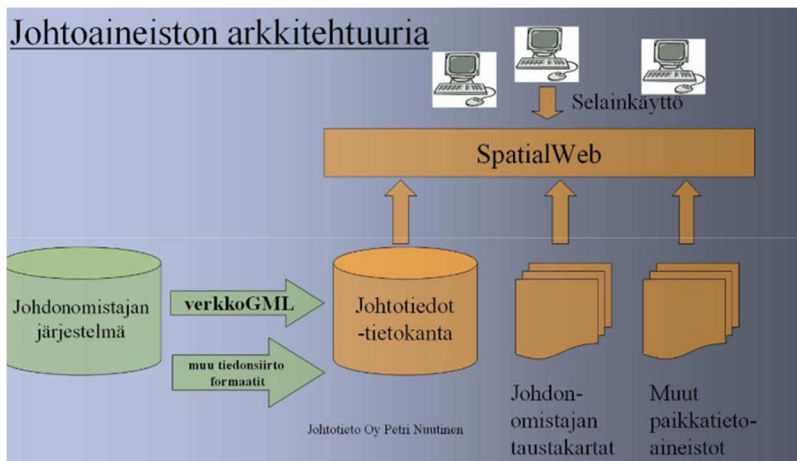 Johtoaineiston arkkitehtuuria
Selainkäyttö
SpatialWeb
Johdonomistajan
järjestelmä
verkkoGML
muu tiedonsiirto
formaatit
Johtotiedot
-tietokanta
Johdon-
omistajan
taustakartat
Muut
paikkatieto-
aineistot
Johtotieto Oy Petri Nuutinen